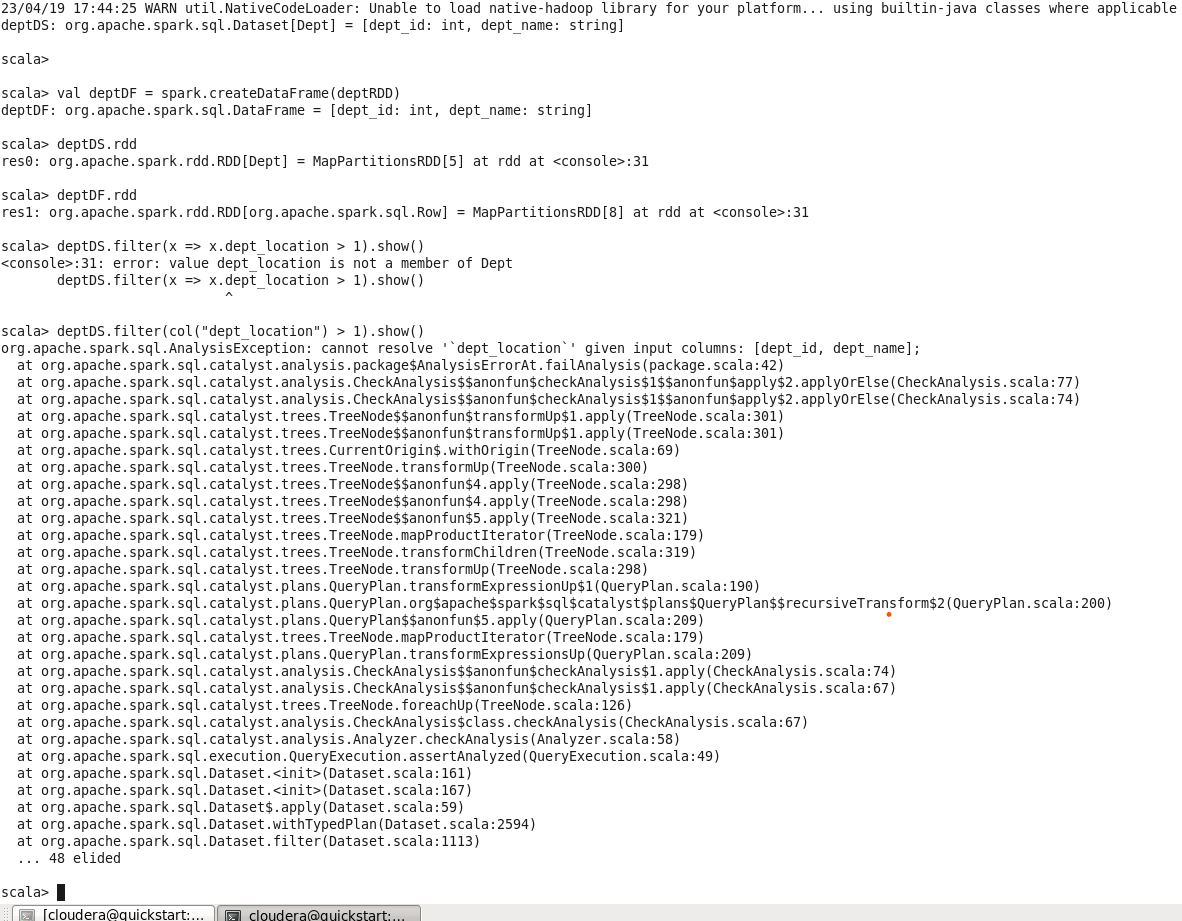 23/04/19 17:44:25 WARN util.NativeCodeLoader: Unable to load native-hadoop library for your platform... using builtin-java classes where applicable
deptDS: org.apache.spark.sql.Dataset[Dept] = [dept_id: int, dept_name: string]
scala>
scala> val deptDF = spark.createDataFrame(deptRDD)
deptDF: org.apache.spark.sql.DataFrame = [dept_id: int, dept_name: string]
scala> deptDS.rdd
res0: org.apache.spark.rdd.RDD[Dept] = MapPartitionsRDD[5] at rdd at <console>:31
scala> deptDF.rdd
res1: org.apache.spark.rdd.RDD[org.apache.spark.sql.Row] = MapPartitionsRDD[8] at rdd at <console>:31
scala> deptDS.filter(x => x.dept_location > 1).show()
<console>:31: error: value dept_location is not a member of Dept
       deptDS.filter(x => x.dept_location > 1).show()
                            ^
scala> deptDS.filter(col("dept_location") > 1).show()
org.apache.spark.sql.AnalysisException: cannot resolve '`dept_location`' given input columns: [dept_id, dept_name];
  at org.apache.spark.sql.catalyst.analysis.package$AnalysisErrorAt.failAnalysis(package.scala:42)
  at org.apache.spark.sql.catalyst.analysis.CheckAnalysis$$anonfun$checkAnalysis$1$$anonfun$apply$2.applyOrElse(CheckAnalysis.scala:77)
  at org.apache.spark.sql.catalyst.analysis.CheckAnalysis$$anonfun$checkAnalysis$1$$anonfun$apply$2.applyOrElse(CheckAnalysis.scala:74)
  at org.apache.spark.sql.catalyst.trees.TreeNode$$anonfun$transformUp$1.apply(TreeNode.scala:301)
  at org.apache.spark.sql.catalyst.trees.TreeNode$$anonfun$transformUp$1.apply(TreeNode.scala:301)
  at org.apache.spark.sql.catalyst.trees.CurrentOrigin$.withOrigin(TreeNode.scala:69)
  at org.apache.spark.sql.catalyst.trees.TreeNode.transformUp(TreeNode.scala:300)
  at org.apache.spark.sql.catalyst.trees.TreeNode$$anonfun$4.apply(TreeNode.scala:298)
  at org.apache.spark.sql.catalyst.trees.TreeNode$$anonfun$4.apply(TreeNode.scala:298)
  at org.apache.spark.sql.catalyst.trees.TreeNode$$anonfun$5.apply(TreeNode.scala:321)
  at org.apache.spark.sql.catalyst.trees.TreeNode.mapProductIterator(TreeNode.scala:179)
  at org.apache.spark.sql.catalyst.trees.TreeNode.transformChildren(TreeNode.scala:319)
  at org.apache.spark.sql.catalyst.trees.TreeNode.transformUp(TreeNode.scala:298)
  at org.apache.spark.sql.catalyst.plans.QueryPlan.transformExpressionUp$1(QueryPlan.scala:190)
  at org.apache.spark.sql.catalyst.plans.QueryPlan.org$apache$spark$sql$catalyst$plans$QueryPlan$$recursiveTransform$2(QueryPlan.scala:200)
  at org.apache.spark.sql.catalyst.plans.QueryPlan$$anonfun$5.apply(QueryPlan.scala:209)
  at org.apache.spark.sql.catalyst.trees.TreeNode.mapProductIterator(TreeNode.scala:179)
  at org.apache.spark.sql.catalyst.plans.QueryPlan.transformExpressionsUp(QueryPlan.scala:209)
  at org.apache.spark.sql.catalyst.analysis.CheckAnalysis$$anonfun$checkAnalysis$1.apply(CheckAnalysis.scala:74)
  at org.apache.spark.sql.catalyst.analysis.CheckAnalysis$$anonfun$checkAnalysis$1.apply(CheckAnalysis.scala:67)
  at org.apache.spark.sql.catalyst.trees.TreeNode.foreachUp(TreeNode.scala:126)
  at org.apache.spark.sql.catalyst.analysis.CheckAnalysis$class.checkAnalysis(CheckAnalysis.scala:67)
  at org.apache.spark.sql.catalyst.analysis.Analyzer.checkAnalysis(Analyzer.scala:58)
  at org.apache.spark.sql.execution.QueryExecution.assertAnalyzed(QueryExecution.scala:49)
  at org.apache.spark.sql.Dataset.<init>(Dataset.scala:161)
  at org.apache.spark.sql.Dataset.<init>(Dataset.scala:167)
  at org.apache.spark.sql.Dataset$.apply(Dataset.scala:59)
  at org.apache.spark.sql.Dataset.withTypedPlan(Dataset.scala:2594)
  at org.apache.spark.sql.Dataset.filter(Dataset.scala:1113)
  ... 48 elided
scala>
[cloudera@quickstart:... cloudera@quickstart:...